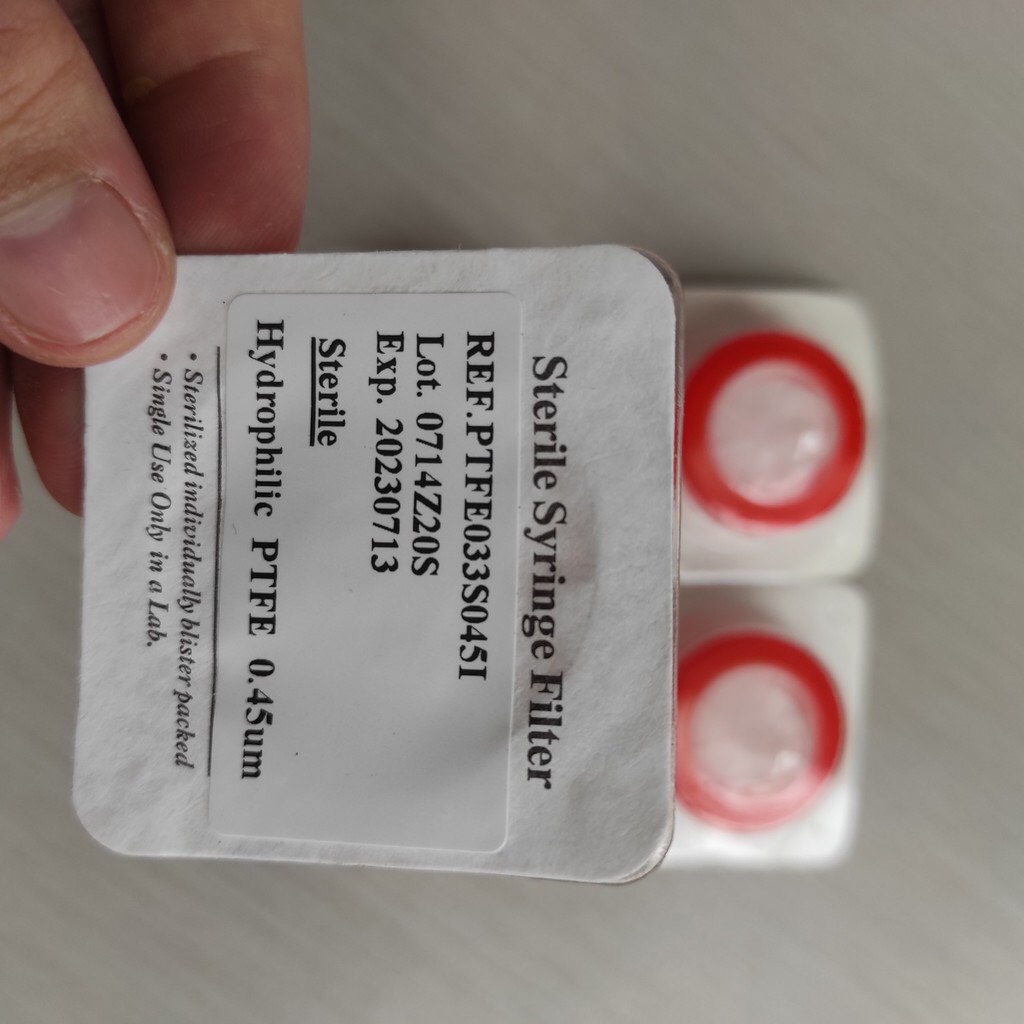 Sterile Syringe Filter
REF.PTFE033S045I
Lot. 0714Z20S
Exp. 20230713
Sterile
Hydrophilic PTFE 0.45um
• Sterilized individually blister packed
• Single Use Only in a Lab.